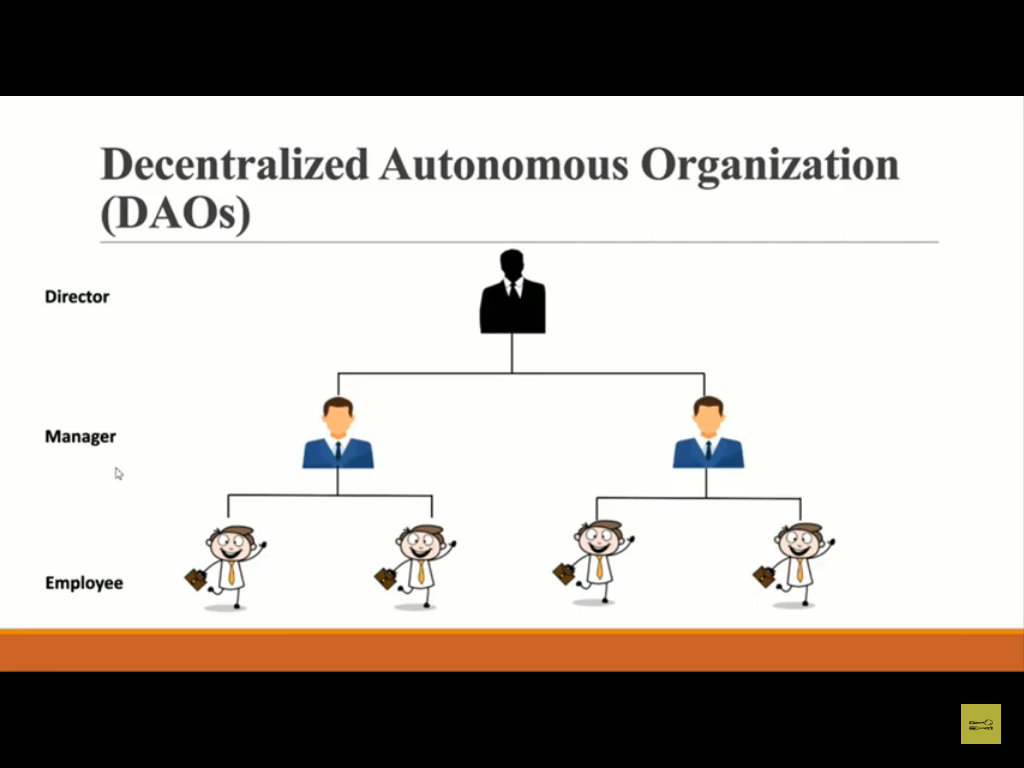 Decentralized Autonomous Organization
(DAOs)
Director
Manager
Employee